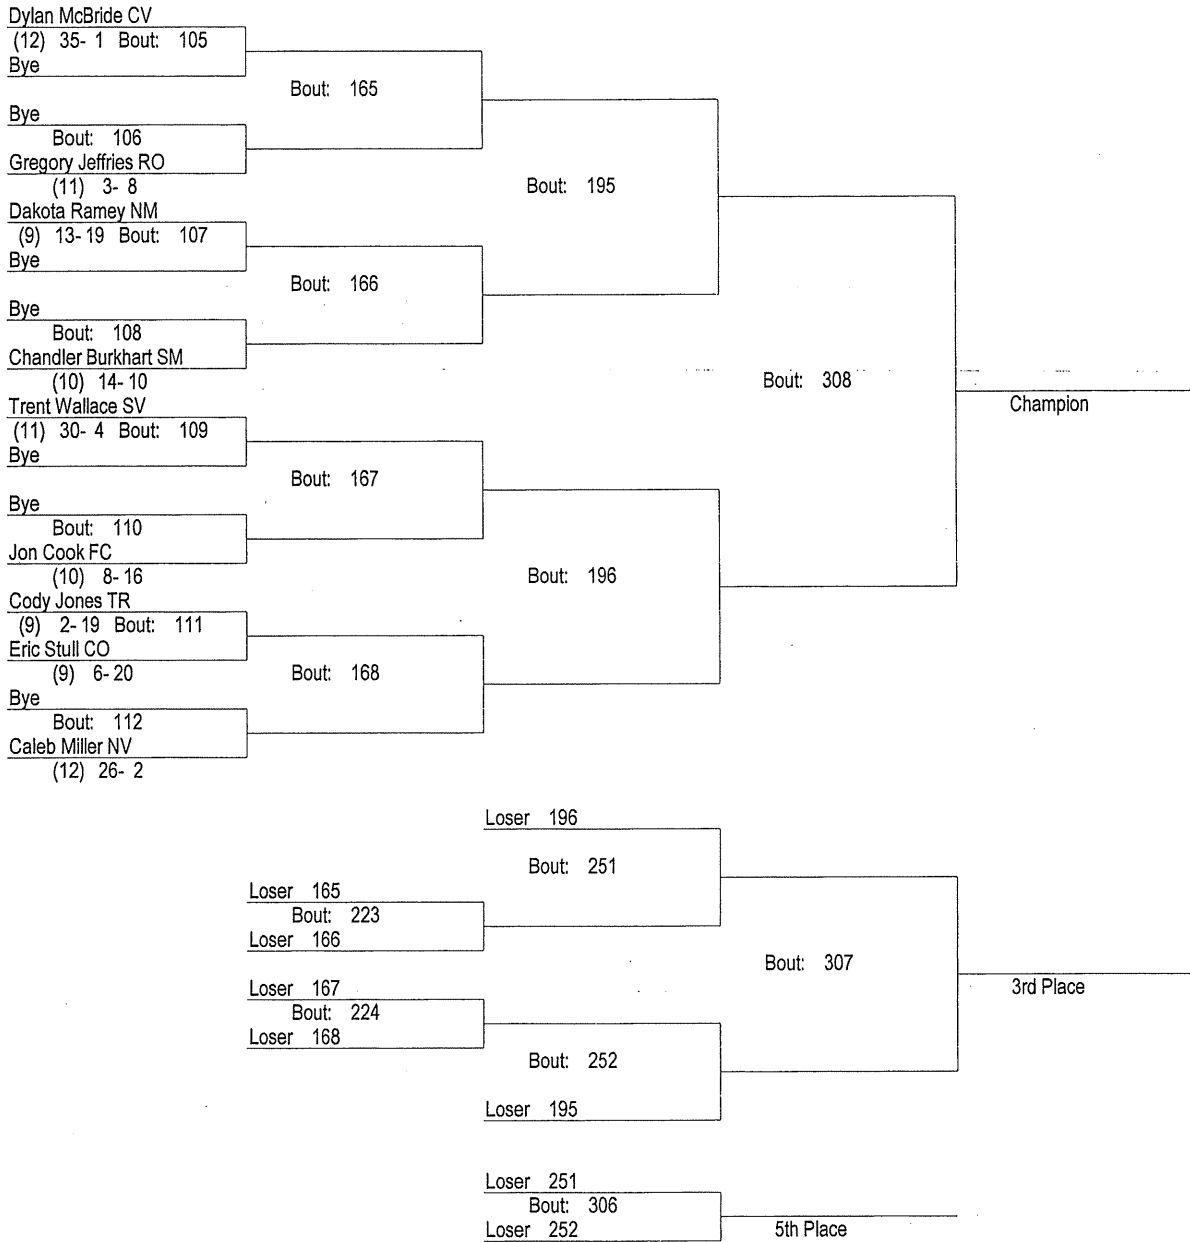 Dylan McBride CV
(12) 35- 1 Bout: 105
Bye
Bout: 165
Bye
Bout: 106
Gregory Jeffries RO
(11) 3- 8
Bout: 195
Dakota Ramey NM
(9) 13- 19 Bout: 107
Bye
Bout: 166
Bye
Bout: 108
Chandler Burkhart SM
(10) 14- 10
Bout: 308
Champion
Trent Wallace SV
(11) 30- 4 Bout: 109
Bye
Bout: 167
Bye
Bout: 110
Jon Cook FC
(10) 8- 16
Bout: 196
Cody Jones TR
(9) 2- 19 Bout: 111
Eric Stull CO
(9) 6- 20
Bout: 168
Bye
Bout: 112
Caleb Miller NV
(12) 26- 2
Loser 196
Bout: 251
Loser 165
Bout: 223
Loser 166
Bout: 307
3rd Place
Loser 167
Bout: 224
Loser 168
Bout: 252
Loser 195
Loser 251
Bout: 306
Loser 252
5th Place